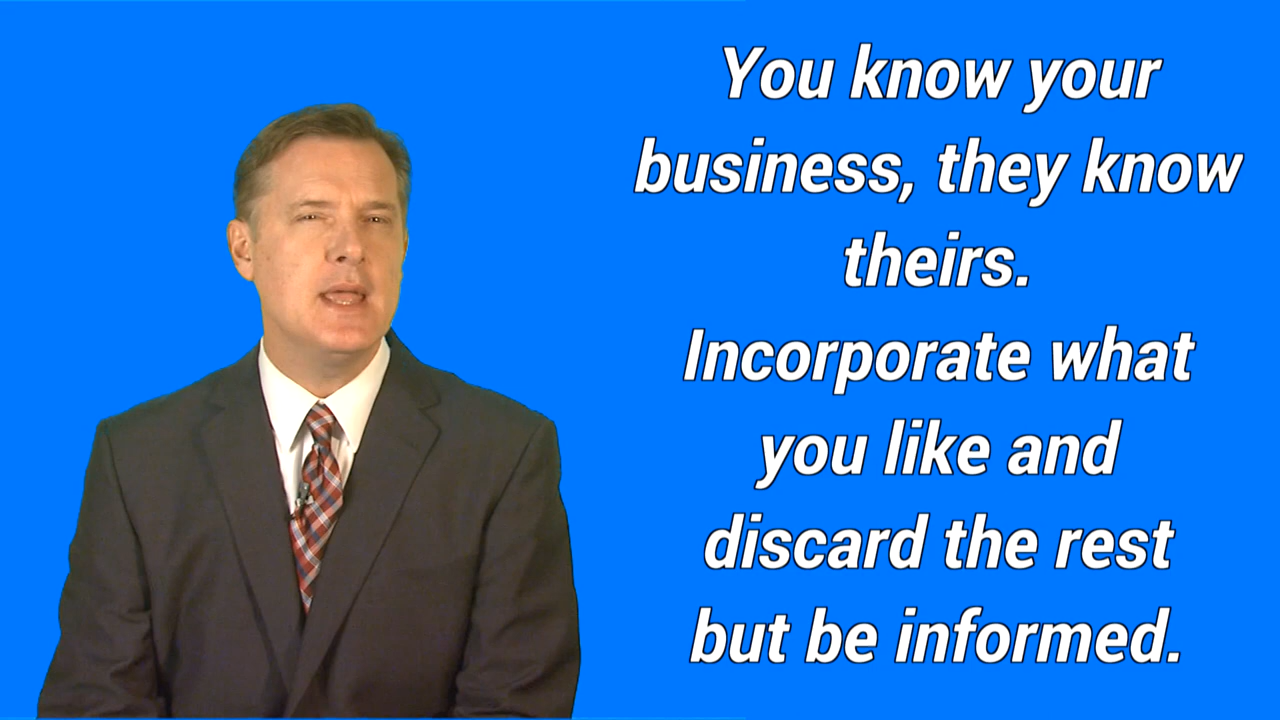 You know your
business, they know
theirs.
Incorporate what
you like and
discard the rest
but be informed.